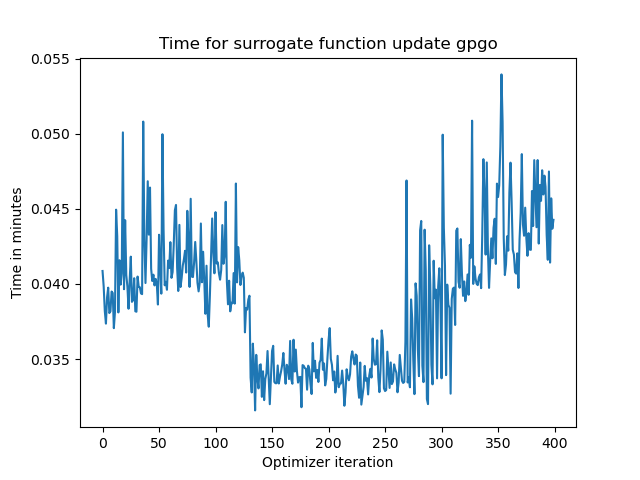 Time for surrogate function update gpgo
Time in minutes
0.055
0.050
0.045
0.040
0.035
0 50 100 150 200 250 300 350 400
Optimizer iteration